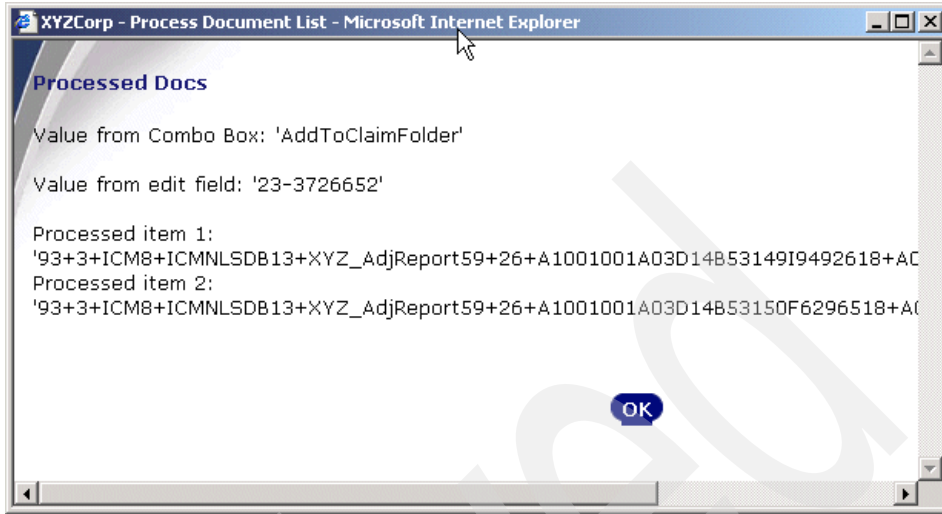 XYZCorp - Process Document List - Microsoft Internet Explorer
Processed Docs
Value from Combo Box: 'AddToClaimFolder'
Value from edit field: '23-3726652'
Processed item 1:
'93+3+ICM8+ICMNLSDB13+XYZ_AdjReport59+26+A1001001A03D14B53149I9492618+A0
Processed item 2:
'93+3+ICM8+ICMNLSDB13+XYZ_AdjReport59+26+A1001001A03D14B53150F6296518+A
OK